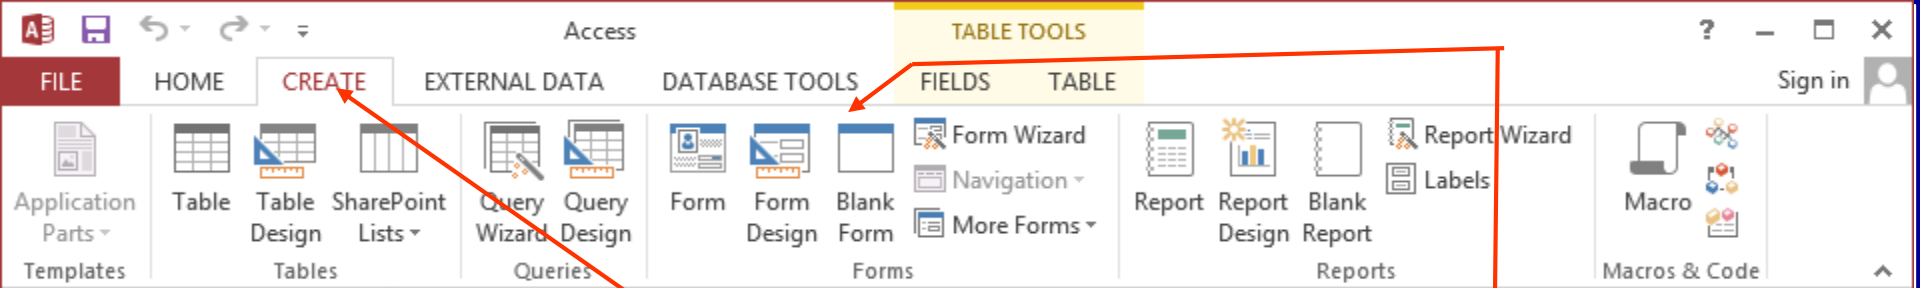 Access
TABLE TOOLS
?
FILE HOME CREATE EXTERNAL DATA DATABASE TOOLS FIELDS TABLE Sign in
Application Parts
Templates
Table
Table Design
SharePoint Lists
Tables
Query Wizard
Query Design
Queries
Form
Form Design
Blank Form
Form Wizard
Navigation
More Forms
Forms
Report
Report Design
Blank Report
Report Wizard
Labels
Reports
Macro
Macros & Code